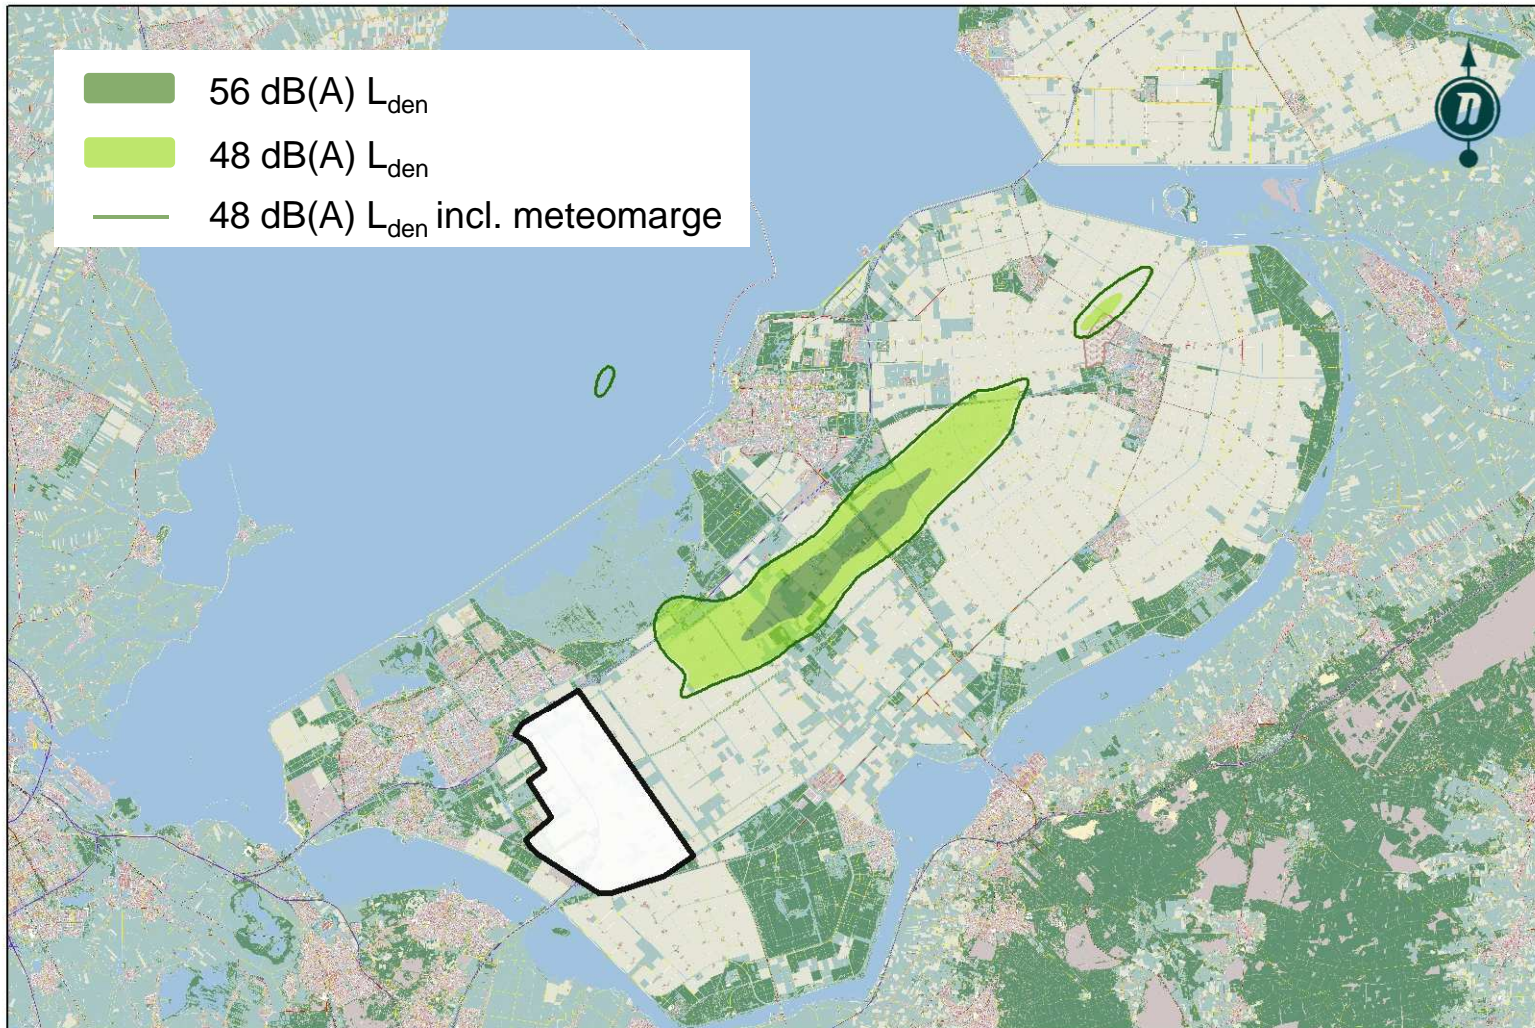 56 dB(A) Lden
48 dB(A) Lden
48 dB(A) Lden incl. meteomarge
n